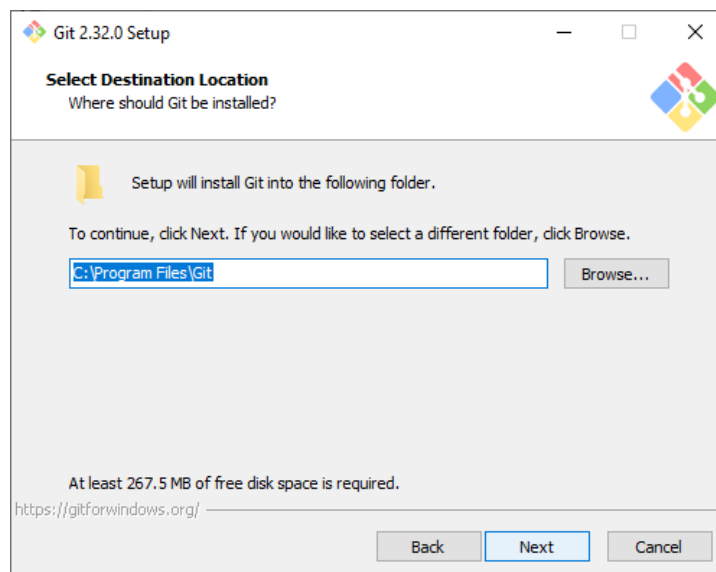 Git 2.32.0 Setup
Select Destination Location
Where should Git be installed?
Setup will install Git into the following folder.
To continue, click Next. If you would like to select a different folder, click Browse.
C:\Program Files\Git
Browse...
At least 267.5 MB of free disk space is required.
https://gitforwindows.org/
Back Next Cancel